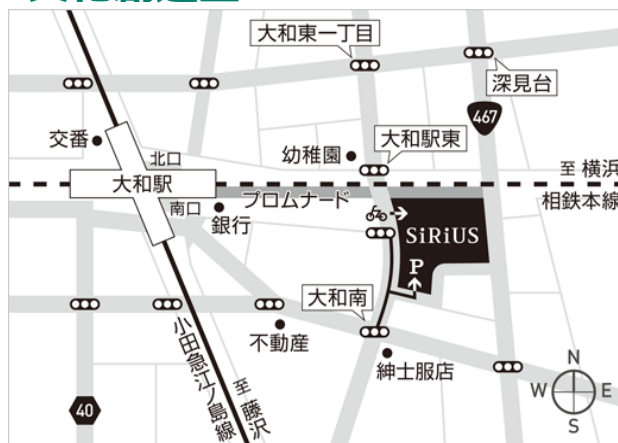 大和東一丁目
深見台
467
交番
北口
幼稚園
大和駅東
至 横浜
大和駅
プロムナード
相鉄本線
南口
銀行
SiRiUS
P
大和南
不動産
小田急江ノ島線
至 藤沢
紳士服店
40
N
W
E
S